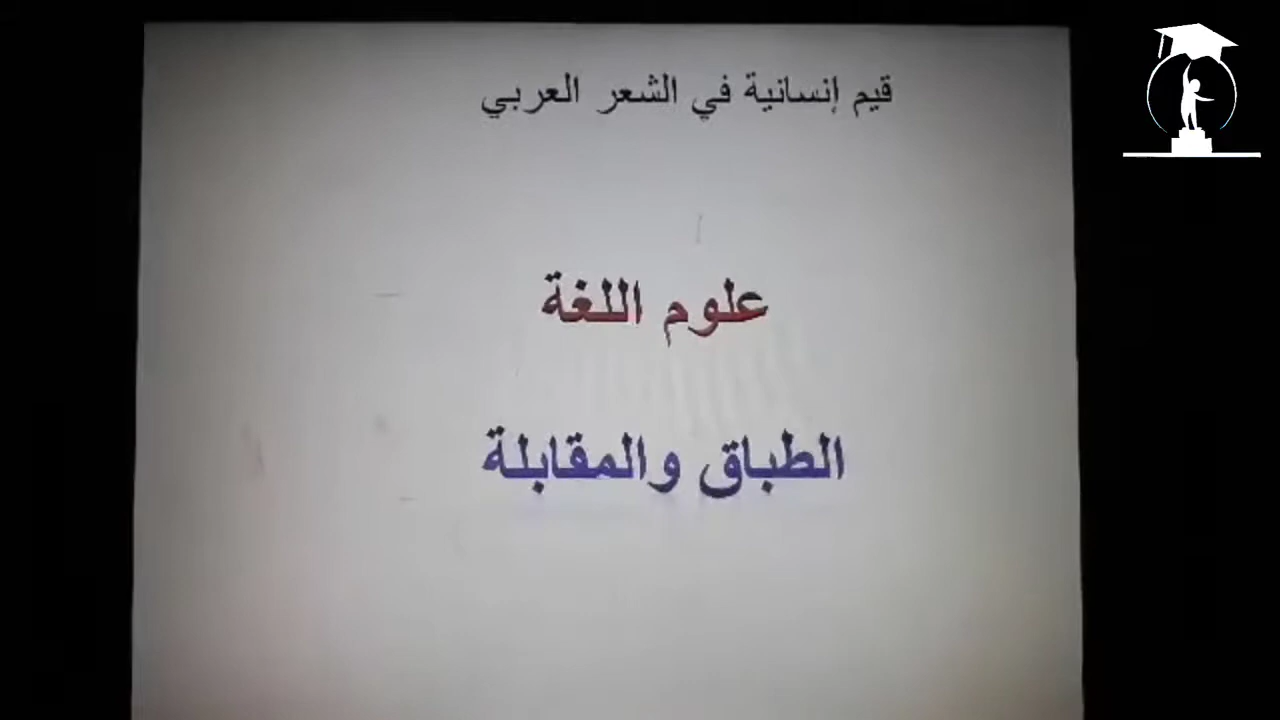 قيم إنسانية في الشعر العربي
علوم اللغة
الطباق والمقابلة